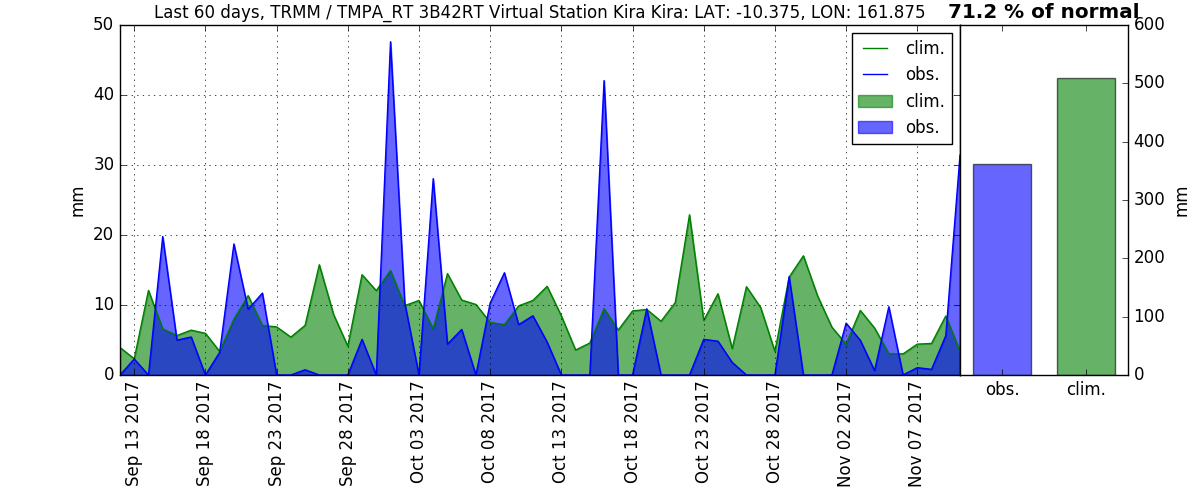 Last 60 days, TRMM / TMPA_RT 3B42RT Virtual Station Kira Kira: LAT: -10.375, LON: 161.875
71.2 % of normal
50
40
30
20
10
0
mm
clim.
obs.
clim.
obs.
600
500
400
300
200
100
0
mm
obs.
clim.
Sep 13 2017
Sep 18 2017
Sep 23 2017
Sep 28 2017
Oct 03 2017
Oct 08 2017
Oct 13 2017
Oct 18 2017
Oct 23 2017
Oct 28 2017
Nov 02 2017
Nov 07 2017